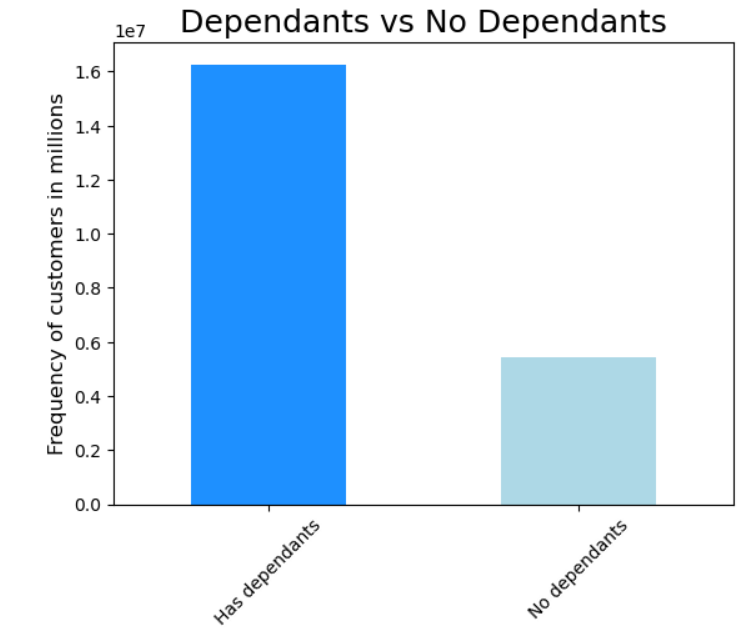 Dependants vs No Dependants
1e7
Frequency of customers in millions
1.6
1.4
1.2
1.0
0.8
0.6
0.4
0.2
0.0
Has dependants
No dependants